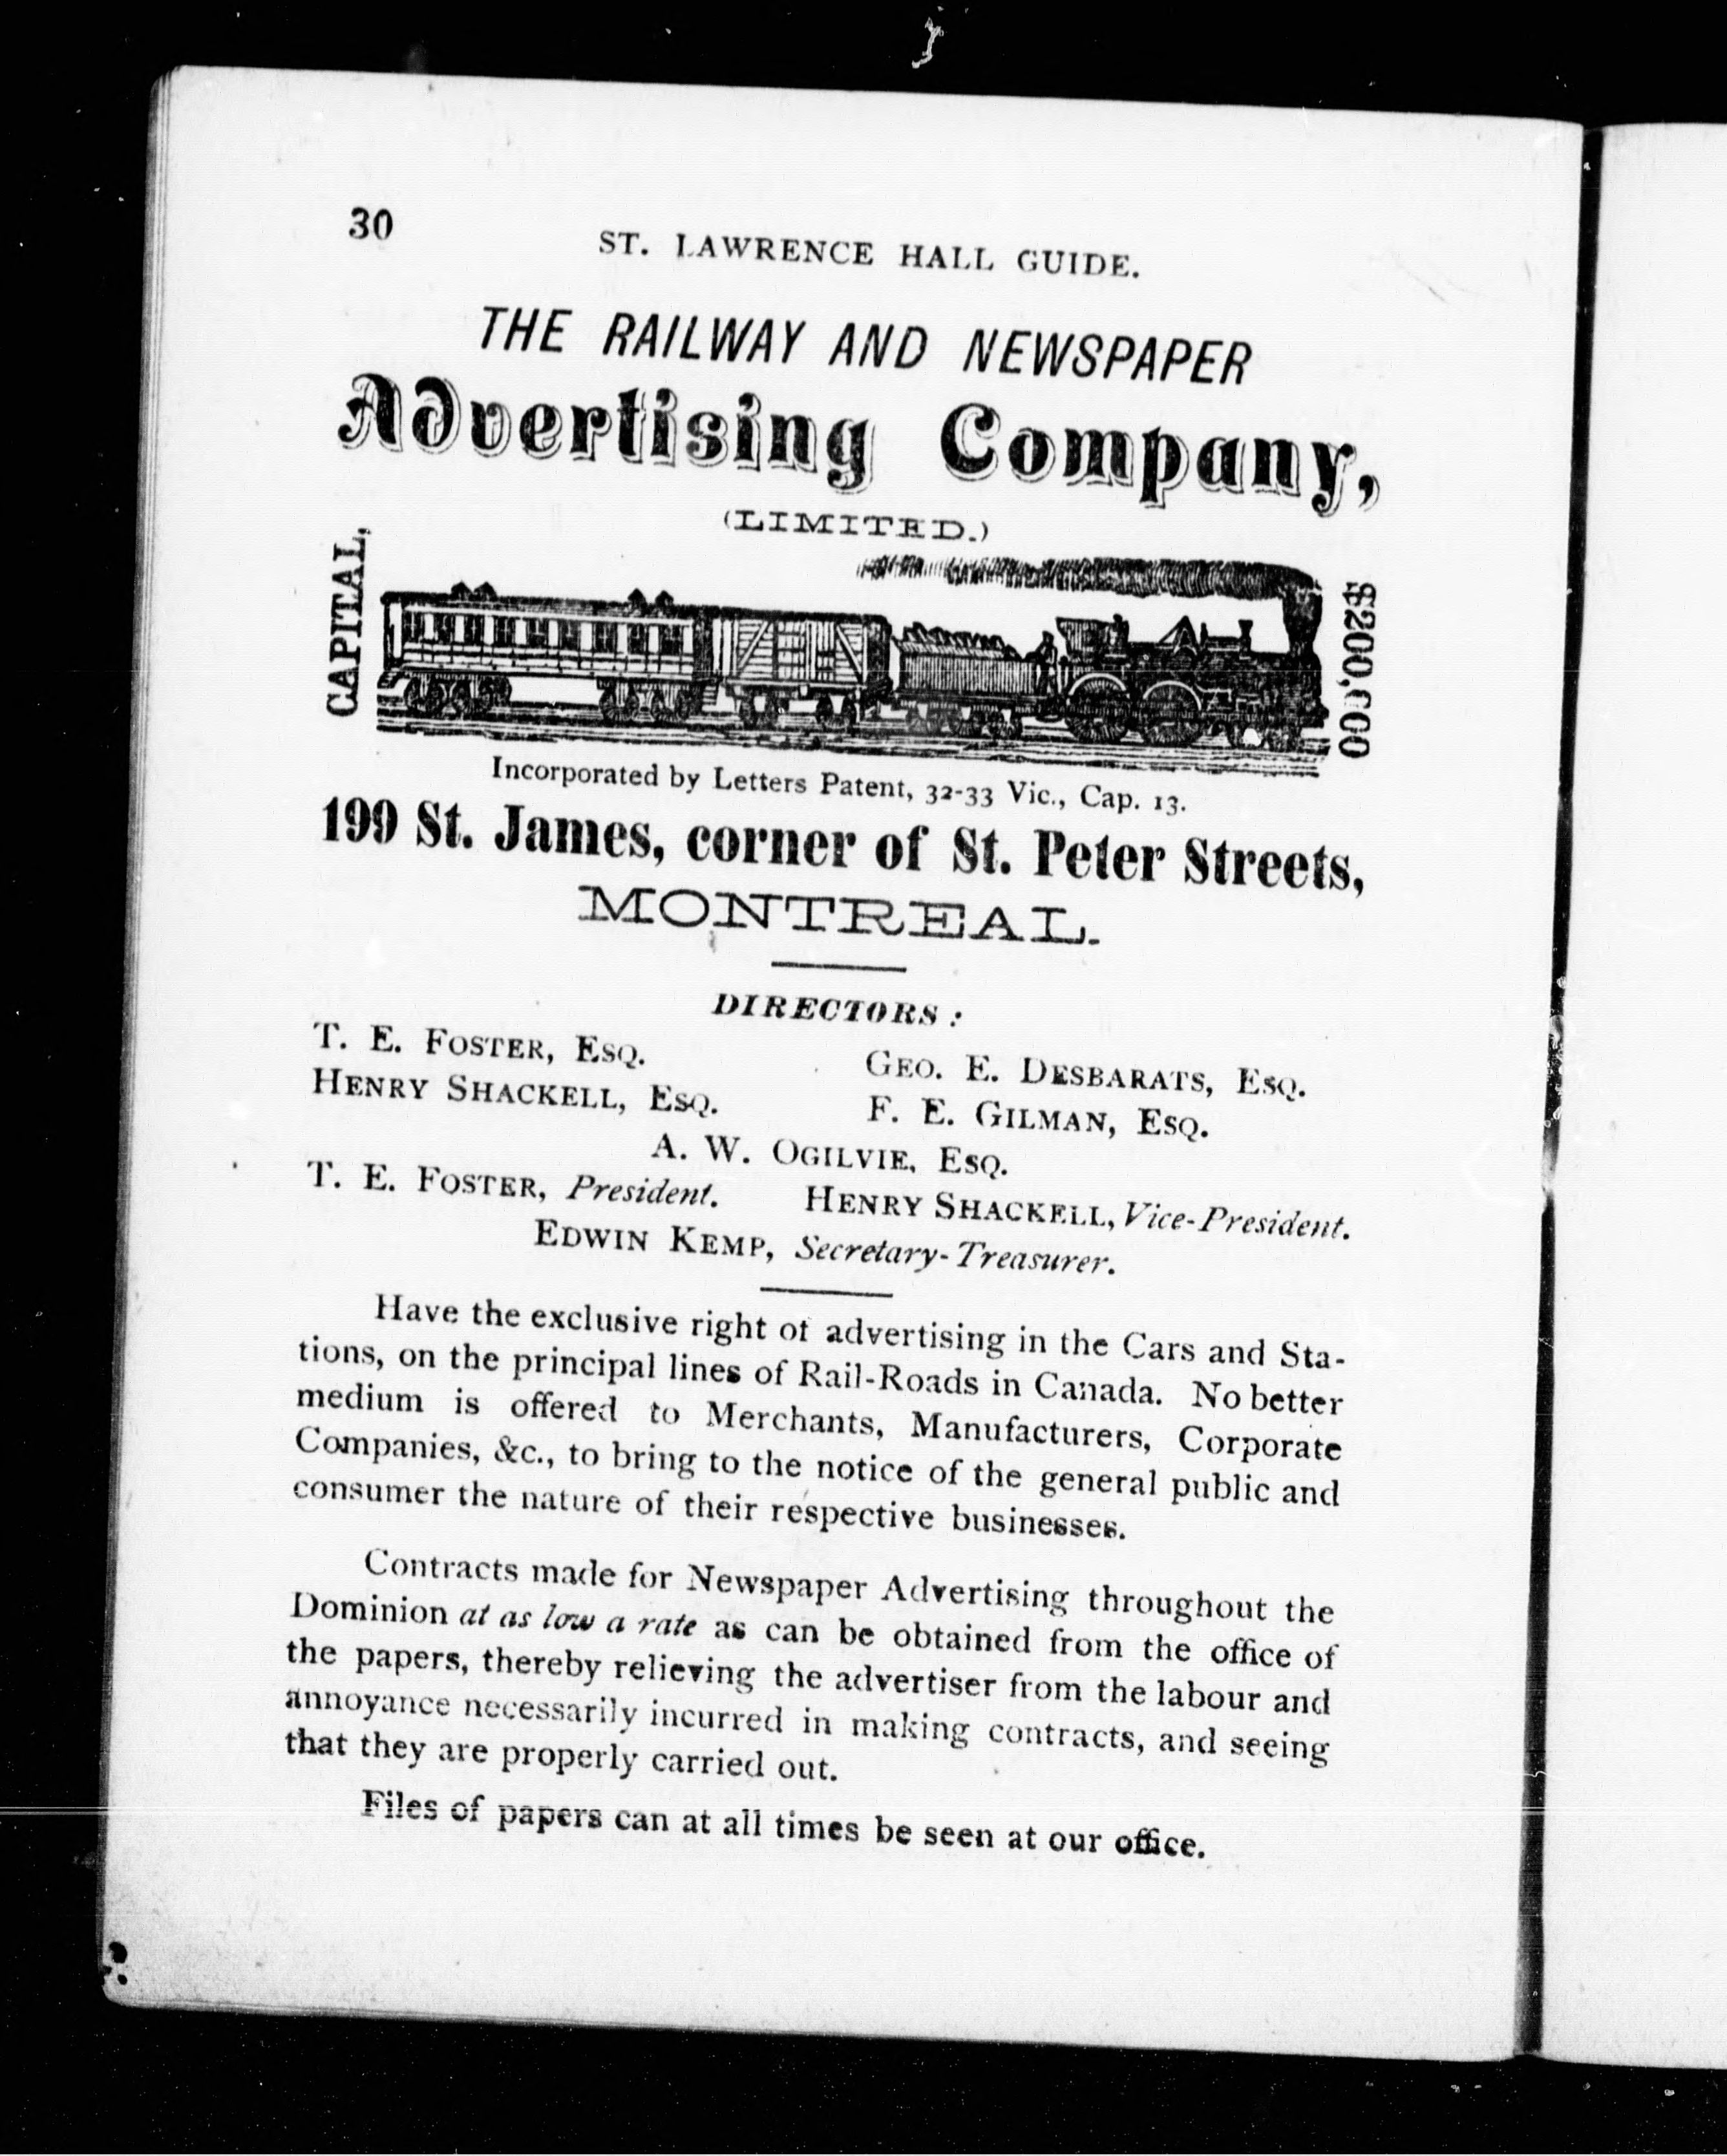 30
ST. LAWRENCE HALL GUIDE.
THE RAILWAY AND NEWSPAPER
Advertising Company,
(LIMITED.)
CAPITAL,
$200,000
Incorporated by Letters Patent, 32-33 Vic., Cap. 13.
199 St. James, corner of St. Peter Streets,
MONTREAL.
DIRECTORS:
T. E. FOSTER, ESQ. GEO. E. DESBARATS, ESQ.
HENRY SHACKELL, ESQ. F. E. GILMAN, ESQ.
A. W. OGILVIE, ESQ.
T. E. FOSTER, President. HENRY SHACKELL, Vice-President.
EDWIN KEMP, Secretary-Treasurer.
Have the exclusive right of advertising in the Cars and Sta-
tions, on the principal lines of Rail-Roads in Canada. No better
medium is offered to Merchants, Manufacturers, Corporate
Companies, &c., to bring to the notice of the general public and
consumer the nature of their respective businesses.
Contracts made for Newspaper Advertising throughout the
Dominion at as low a rate as can be obtained from the office of
the papers, thereby relieving the advertiser from the labour and
annoyance necessarily incurred in making contracts, and seeing
that they are properly carried out.
Files of papers can at all times be seen at our office.